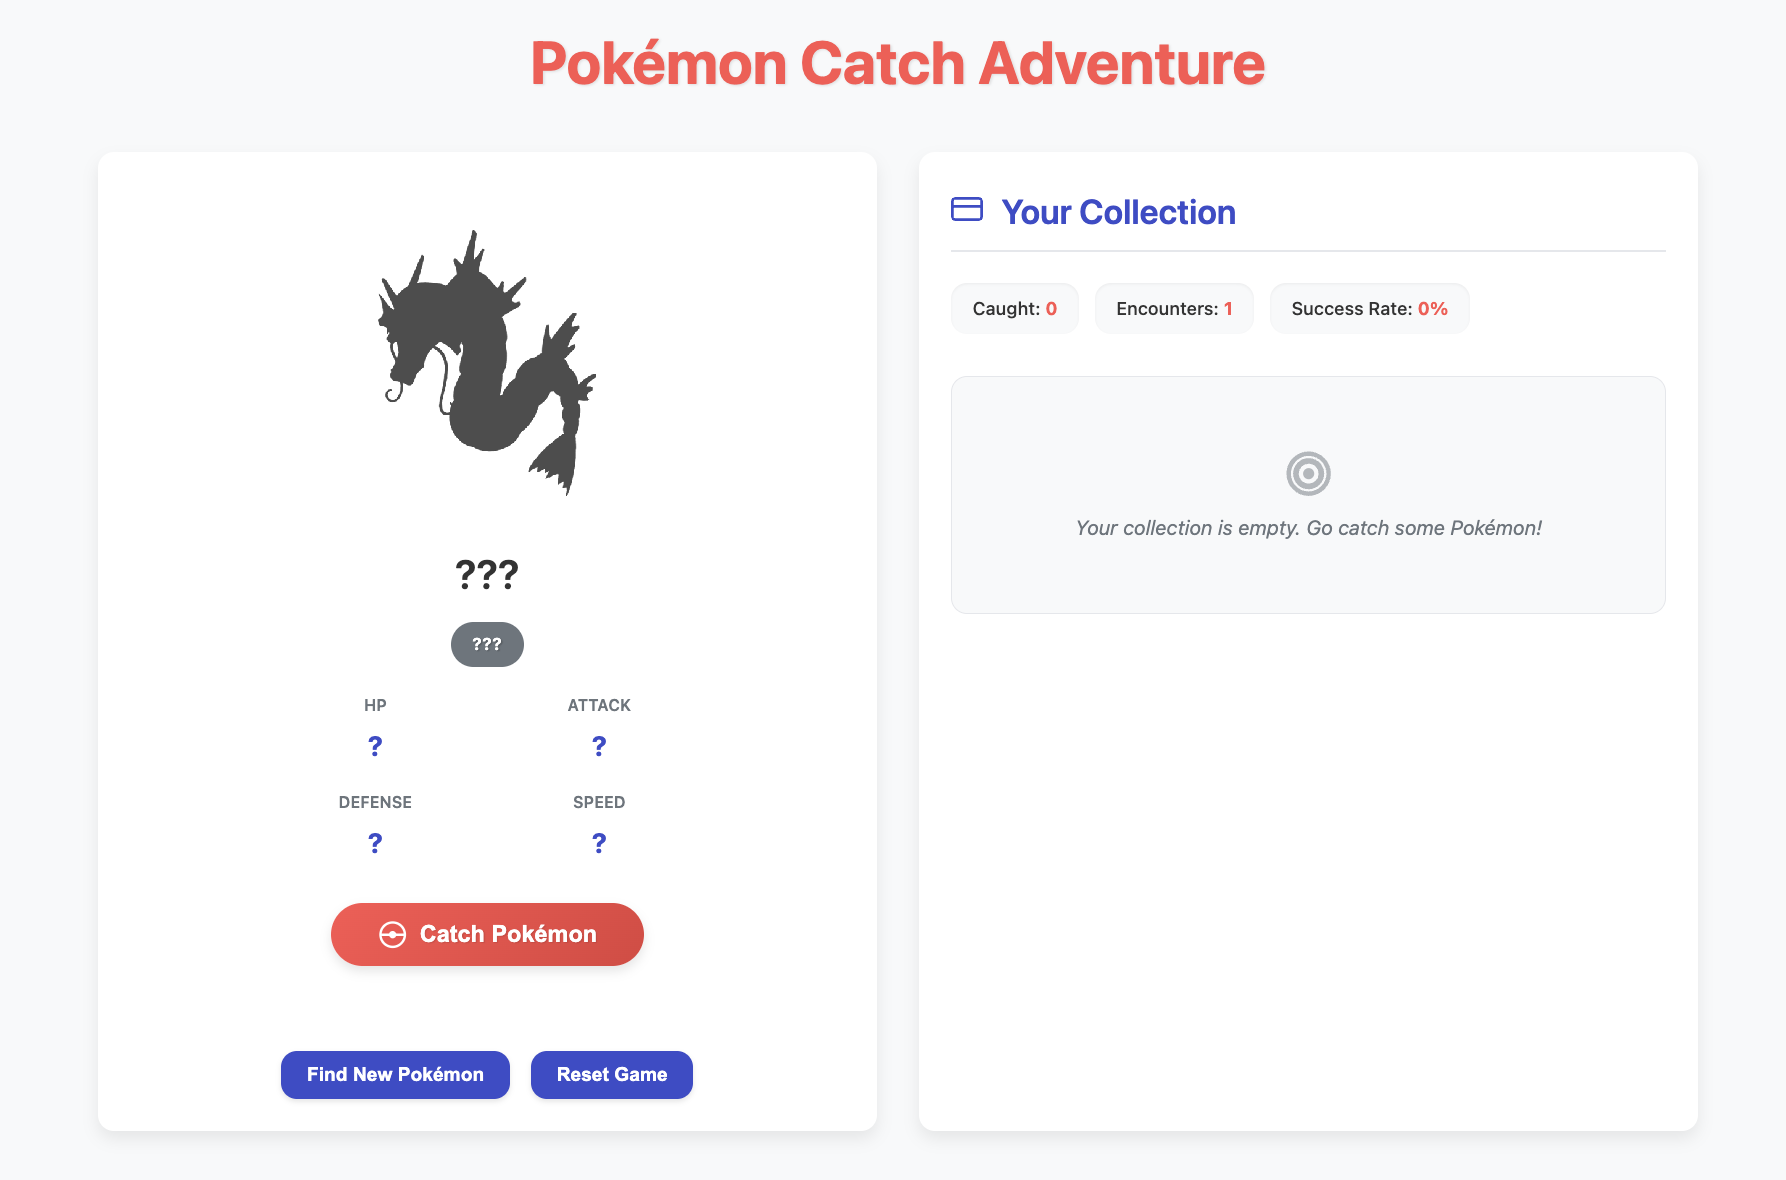 Pokémon Catch Adventure
???
???
HP
?
ATTACK
?
DEFENSE
?
SPEED
?
Catch Pokémon
Find New Pokémon
Reset Game
Your Collection
Caught: 0
Encounters: 1
Success Rate: 0%
Your collection is empty. Go catch some Pokémon!